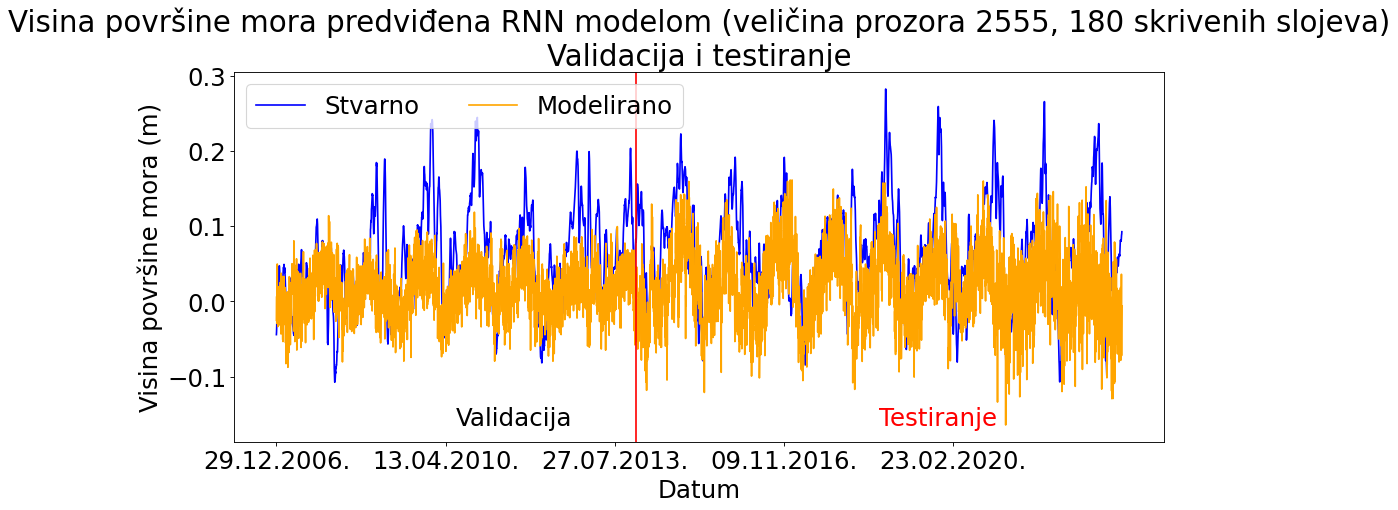 Visina površine mora predviđena RNN modelom (veličina prozora 2555, 180 skrivenih slojeva)
Validacija i testiranje
Stvarno
Modelirano
Visina površine mora (m)
0.3
0.2
0.1
0.0
−0.1
Validacija
Testiranje
29.12.2006.
13.04.2010.
27.07.2013.
09.11.2016.
23.02.2020.
Datum